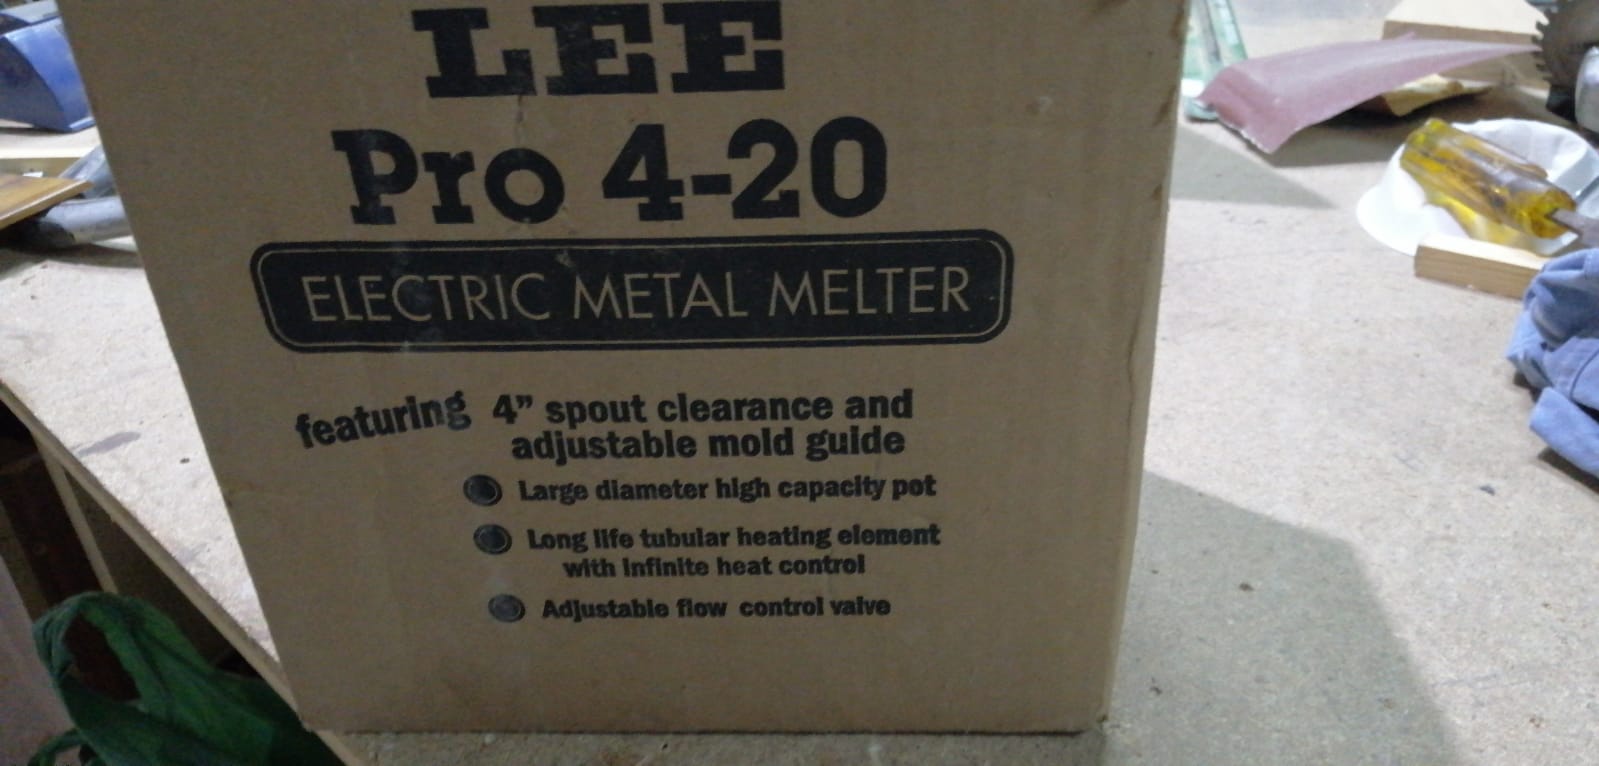 LEE
Pro 4-20
ELECTRIC METAL MELTER
featuring 4" spout clearance and
adjustable mold guide
Large diameter high capacity pot
Long life tubular heating element
with infinite heat control
Adjustable flow control valve